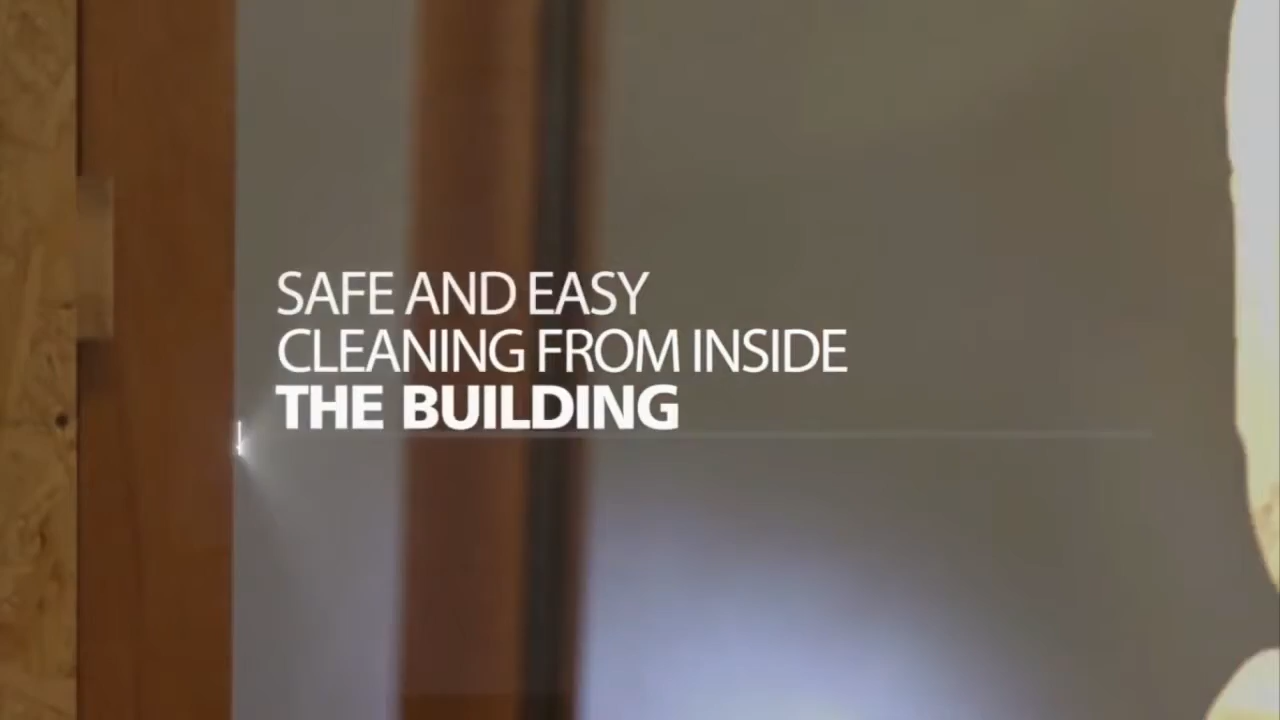 SAFE AND EASY
CLEANING FROM INSIDE
THE BUILDING